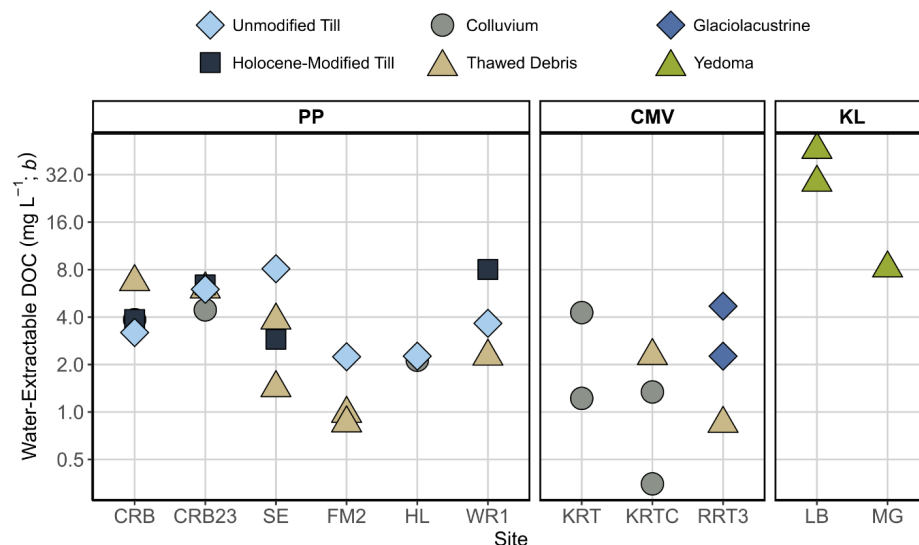 Unmodified Till Colluvium Glaciolacustrine
Holocene-Modified Till Thawed Debris Yedoma
PP CMV KL
Water-Extractable DOC (mg L⁻¹; b)
32.0
16.0
8.0
4.0
2.0
1.0
0.5
CRB CRB23 SE FM2 HL WR1 KRT KRTC RRT3 LB MG
Site